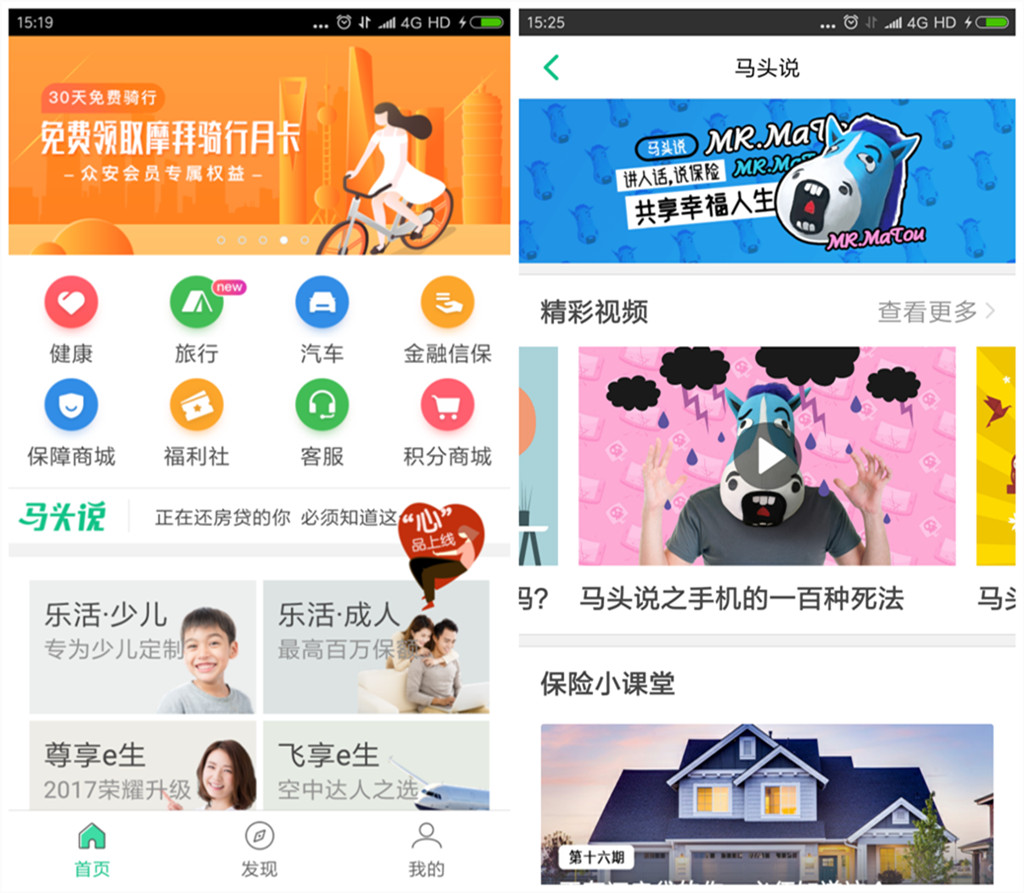 15:19
... 4G HD
30天免费骑行
免费领取摩拜骑行月卡
– 众安会员专属权益 –
new
健康
旅行
汽车
金融信保
保障商城
福利社
客服
积分商城
马头说
正在还房贷的你 必须知道这
“心”
品上线
乐活·少儿
专为少儿定制
乐活·成人
最高百万保额
尊享e生
2017荣耀升级
飞享e生
空中达人之选
首页
发现
我的
15:25
... 4G HD
马头说
马头说
MR.MaT
MR.MaT
讲人话,说保险
共享幸福人生
MR.MaTou
精彩视频
查看更多
吗?
马头说之手机的一百种死法
马头
保险小课堂
第十六期